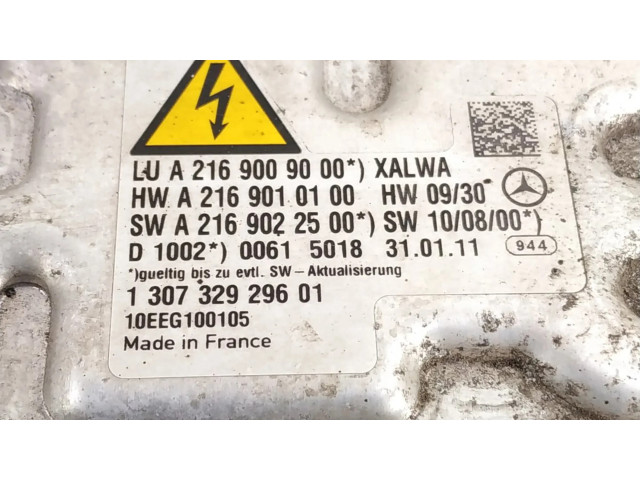 LU A 216 900 90 00*) XALWA
HW A 216 901 01 00 HW 09/30
SW A 216 902 25 00*) SW 10/08/00*)
D 1002*) 0061 5018 31.01.11 944
*)gueltig bis zu evtl. SW-Aktualisierung
1 307 329 296 01
10EEG100105
Made in France